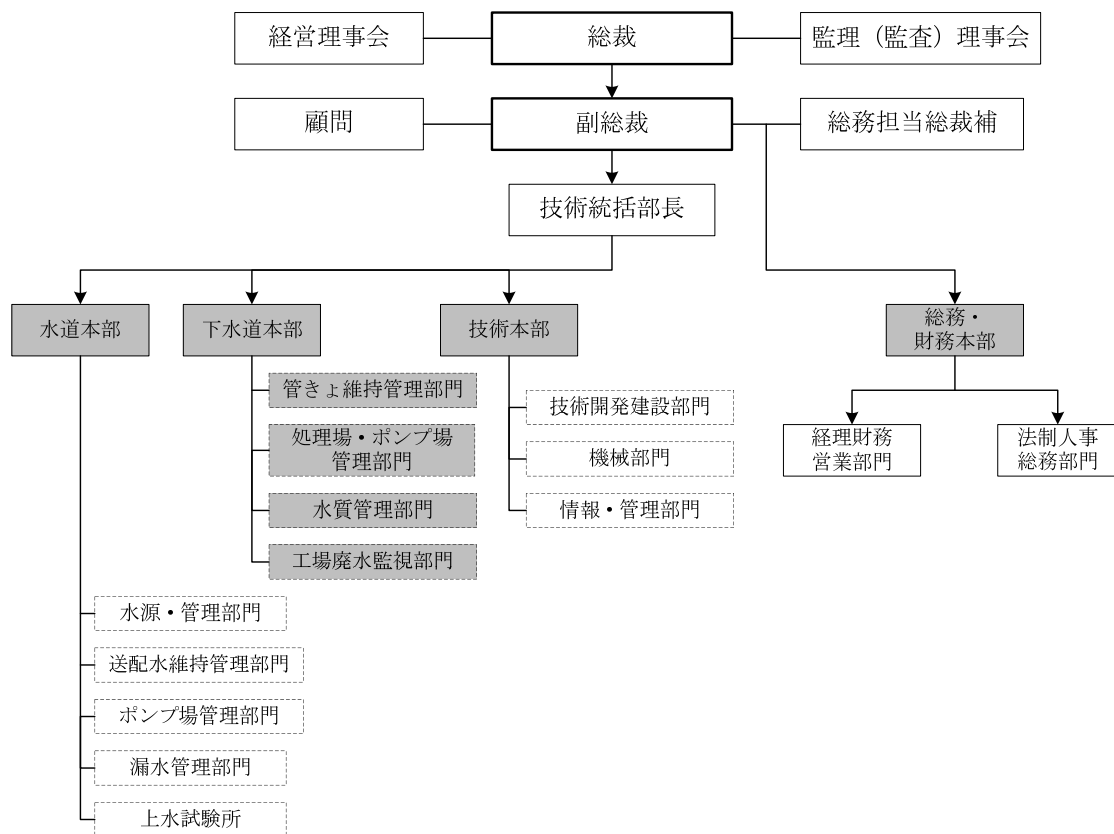 経営理事会
総裁
監理（監査）理事会
顧問
副総裁
総務担当総裁補
技術統括部長
水道本部
下水道本部
技術本部
総務・
財務本部
管きょ維持管理部門
処理場・ポンプ場
管理部門
水質管理部門
工場廃水監視部門
技術開発建設部門
機械部門
情報・管理部門
経理財務
営業部門
法制人事
総務部門
水源・管理部門
送配水維持管理部門
ポンプ場管理部門
漏水管理部門
上水試験所